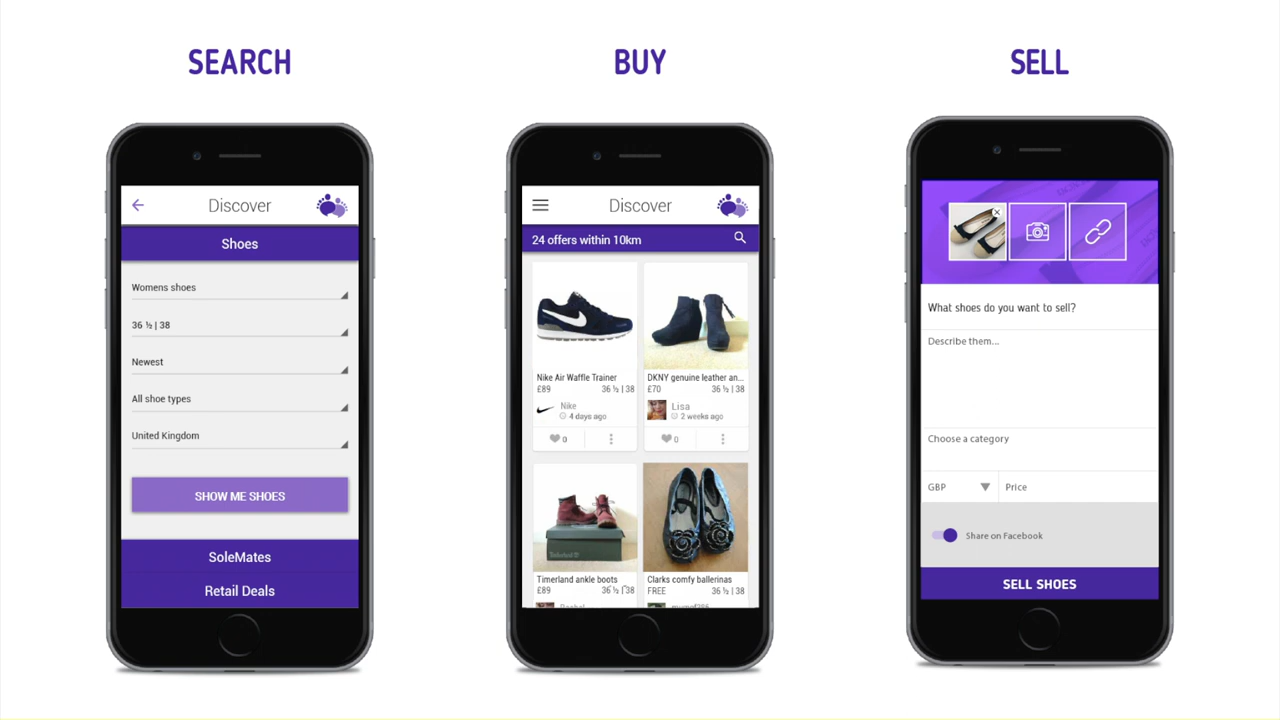 SEARCH
Discover
Shoes
Womens shoes
36 ½ | 38
Newest
All shoe types
United Kingdom
SHOW ME SHOES
SoleMates
Retail Deals
BUY
Discover
24 offers within 10km
Nike Air Waffle Trainer
£89 36 ½ | 38
Nike
4 days ago
0
DKNY genuine leather an...
£70 36 ½ | 38
Lisa
2 weeks ago
0
Timerland ankle boots
£89 36 ½ | 38
Clarks comfy ballerinas
FREE 36 ½ | 38
SELL
What shoes do you want to sell?
Describe them...
Choose a category
GBP Price
Share on Facebook
SELL SHOES